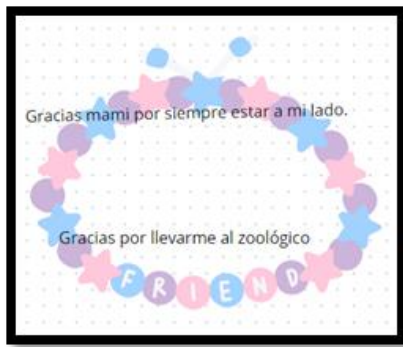 Gracias mami por siempre estar a mi lado.
Gracias por llevarme al zoológico
FRIEND